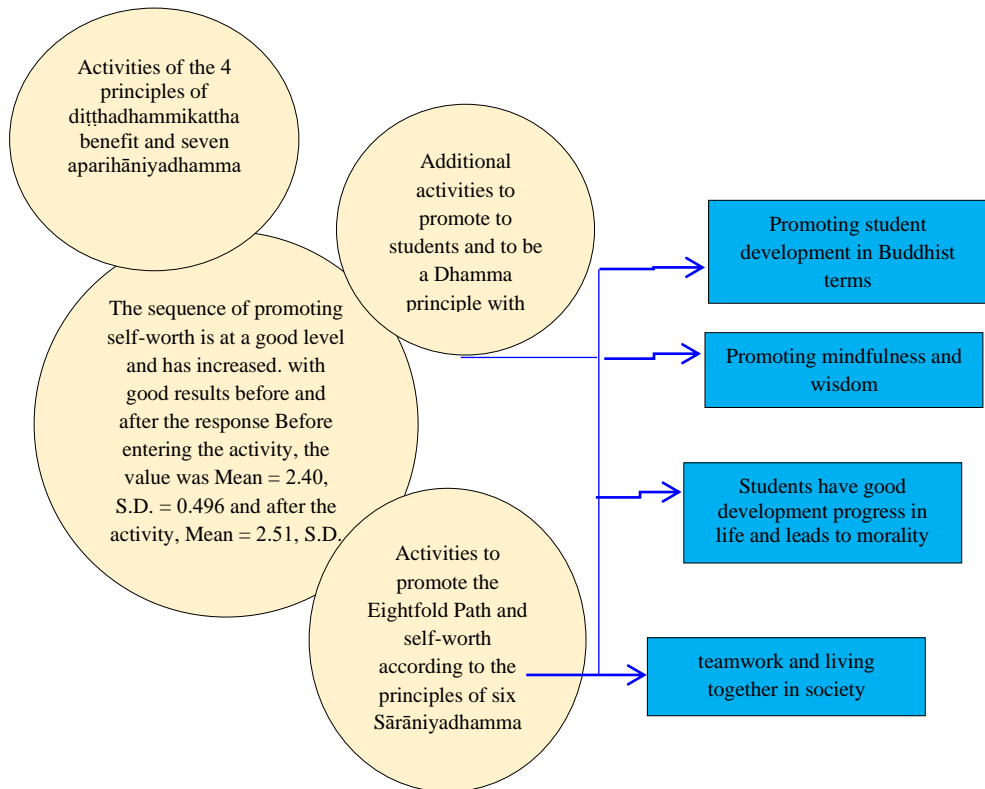 Activities of the 4
principles of
diṭṭhadhammikattha
benefit and seven
aparihāniyadhamma
Additional
activities to
promote to
students and to be
a Dhamma
principle with
The sequence of promoting
self-worth is at a good level
and has increased. with
good results before and
after the response Before
entering the activity, the
value was Mean = 2.40,
S.D. = 0.496 and after the
activity, Mean = 2.51, S.D.
Activities to
promote the
Eightfold Path and
self-worth
according to the
principles of six
Sārāniyadhamma
Promoting student
development in Buddhist
terms
Promoting mindfulness and
wisdom
Students have good
development progress in
life and leads to morality
teamwork and living
together in society